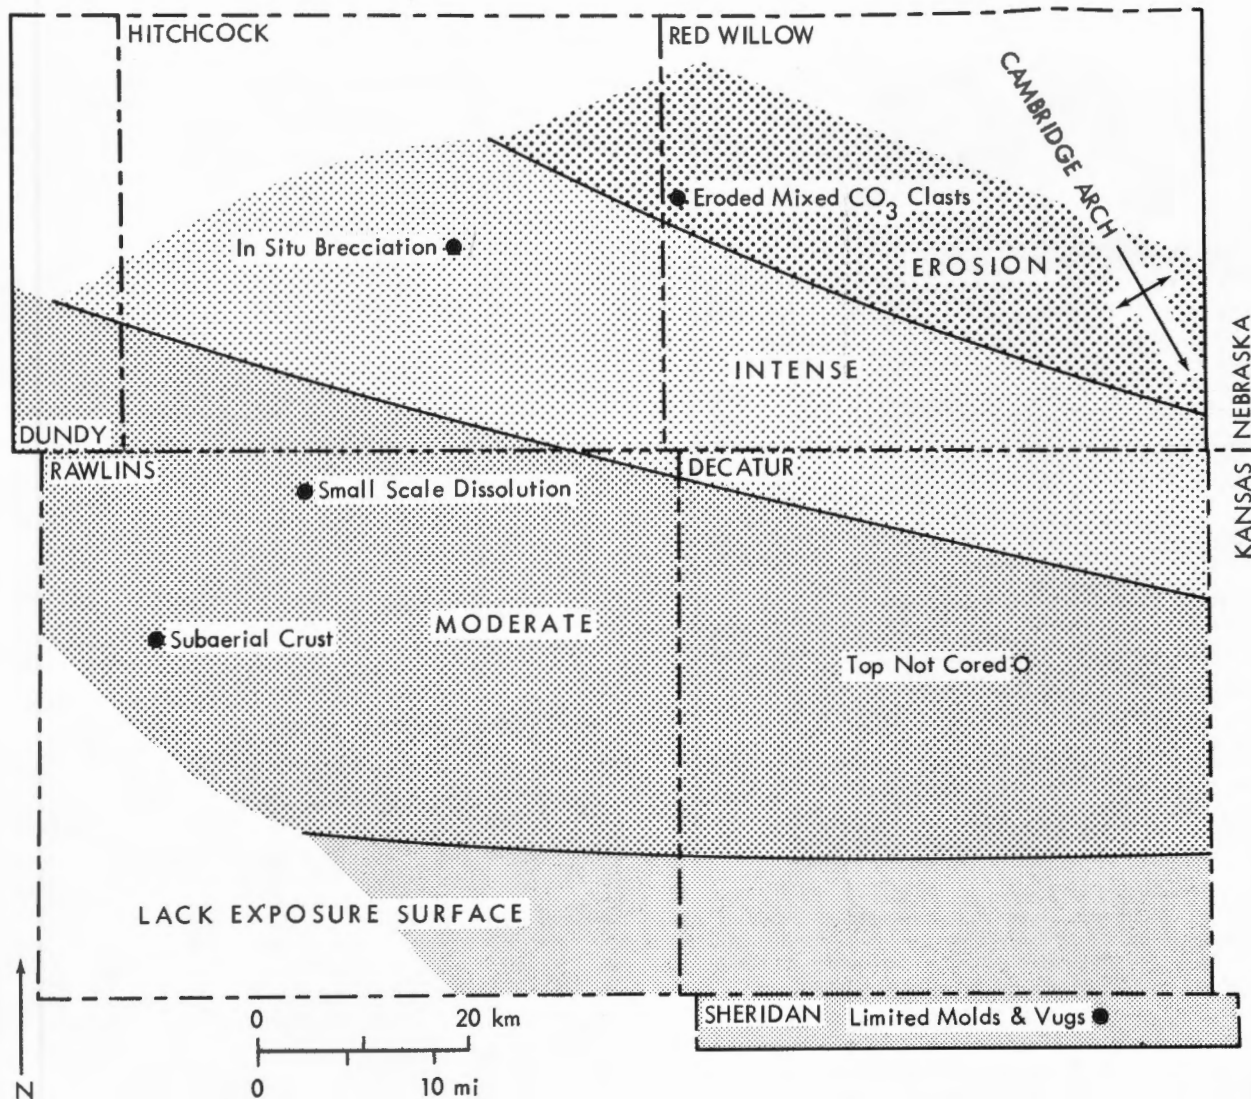 HITCHCOCK
RED WILLOW
CAMBRIDGE ARCH
Eroded Mixed CO3 Clasts
In Situ Brecciation
EROSION
INTENSE
NEBRASKA
KANSAS
DUNDY
RAWLINS
DECATUR
Small Scale Dissolution
MODERATE
Subaerial Crust
Top Not Cored
LACK EXPOSURE SURFACE
SHERIDAN
Limited Molds & Vugs
0 20 km
0 10 mi
N